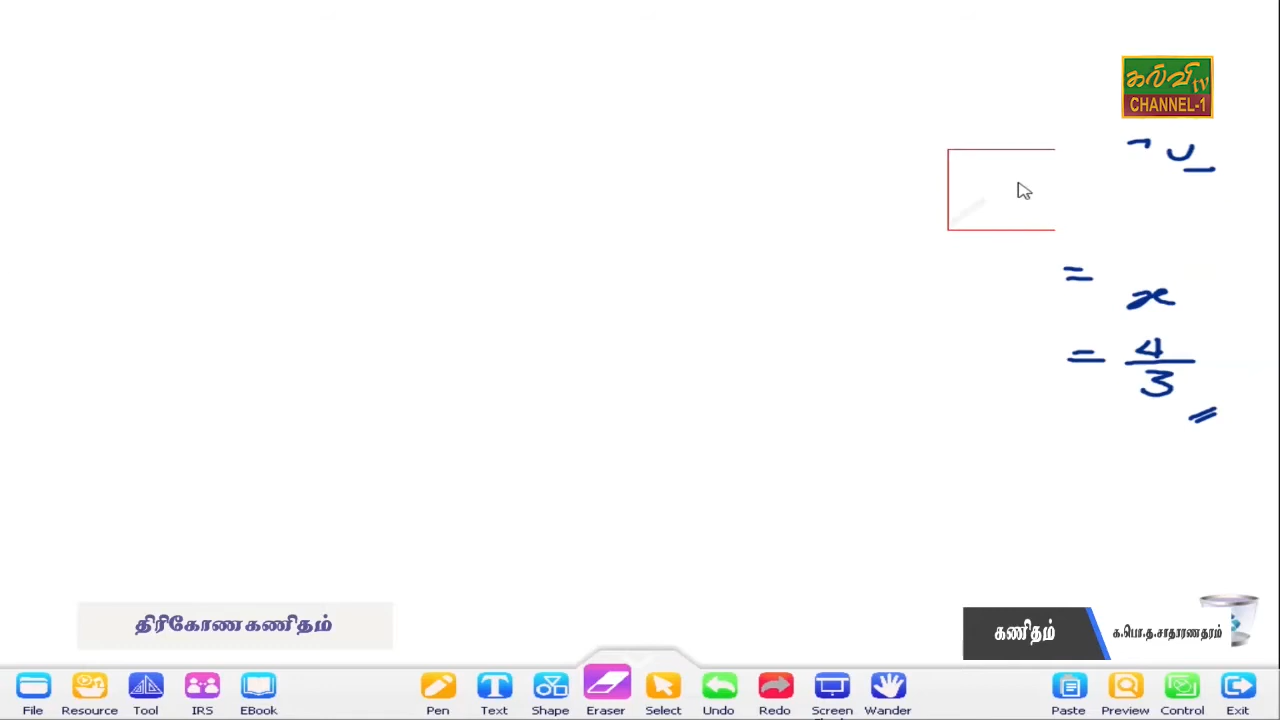 கல்வி tv
CHANNEL-1
= x
= 4/3
திரிகோணகணிதம்
கணிதம்
க.பொ.த.சாதாரணதரம்
File Resource Tool IRS EBook Pen Text Shape Eraser Select Undo Redo Screen Wander Paste Preview Control Exit